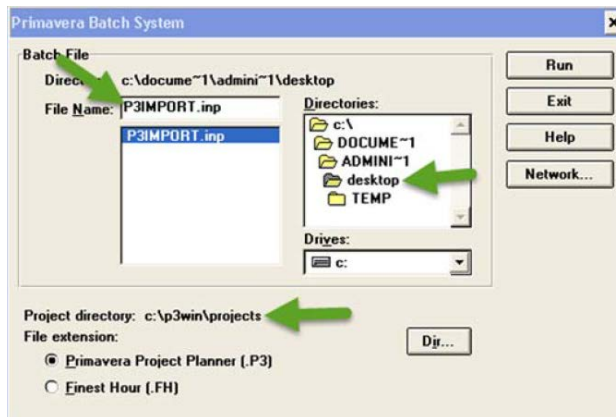 Primavera Batch System
Batch File
c:\docume~1\admini~1\desktop
File Name: P3IMPORT.inp
P3IMPORT.inp
Directories:
c:\
DOCUME~1
ADMINI~1
desktop
TEMP
Drives:
c:
Run
Exit
Help
Network...
Project directory: c:\p3win\projects
File extension:
Dir...
Primavera Project Planner (.P3)
Finest Hour (.FH)